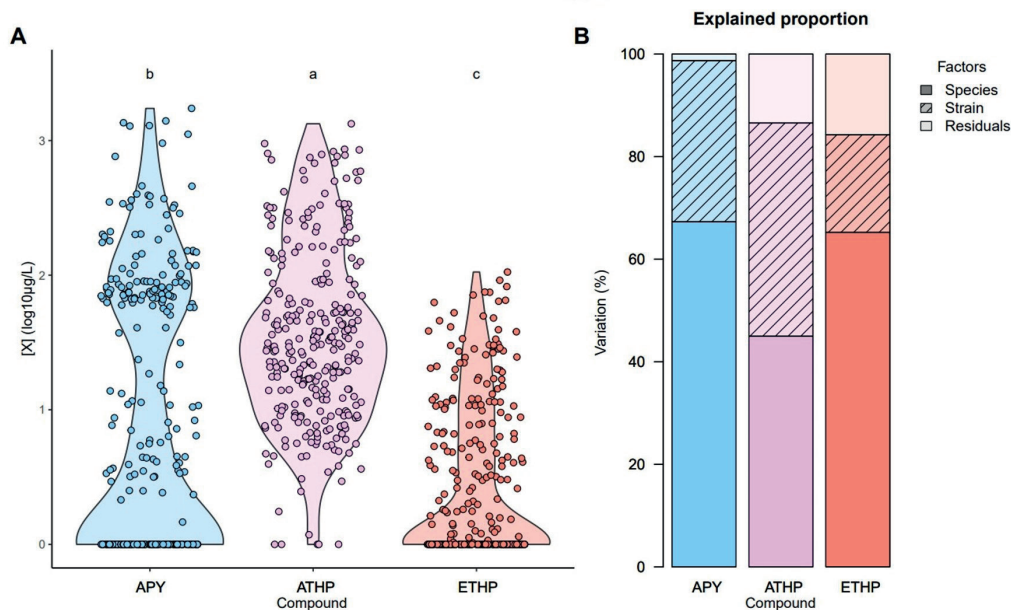 A
b
a
c
[X] (log10µg/L)
3
2
1
0
APY
ATHP
ETHP
Compound
B
Explained proportion
Variation (%)
100
80
60
40
20
0
APY
ATHP
ETHP
Compound
Factors
Species
Strain
Residuals